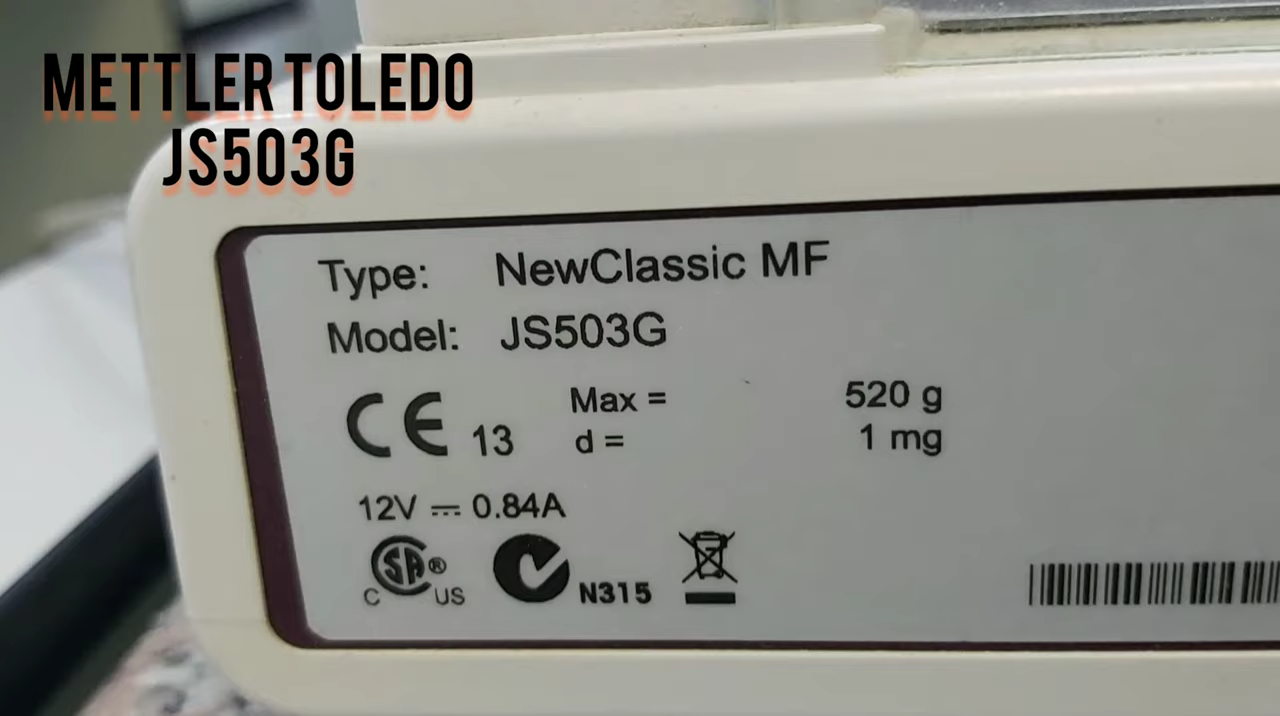 METTLER TOLEDO
JS503G
Type: NewClassic MF
Model: JS503G
CE 13 Max = 520 g
d = 1 mg
12V ⎓ 0.84A
SA®
C US
N315